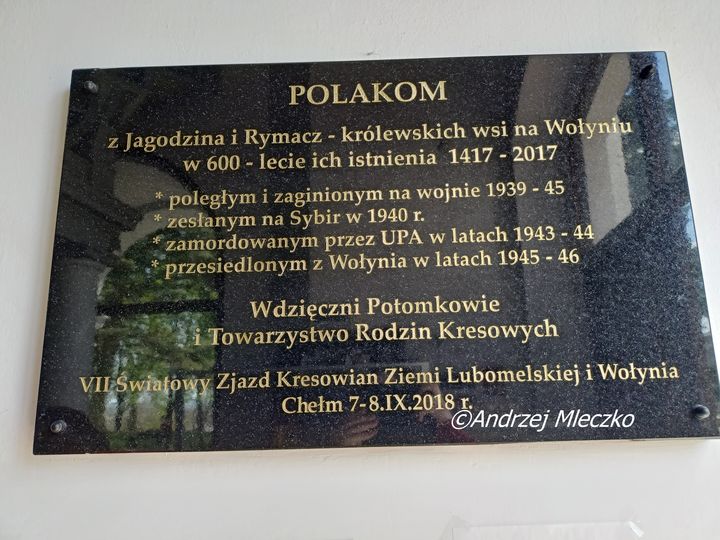 POLAKOM
z Jagodzina i Rymacz - królewskich wsi na Wołyniu
w 600 - lecie ich istnienia 1417 - 2017
* poległym i zaginionym na wojnie 1939 - 45
* zesłanym na Sybir w 1940 r.
* zamordowanym przez UPA w latach 1943 - 44
* przesiedlonym z Wołynia w latach 1945 - 46
Wdzięczni Potomkowie
i Towarzystwo Rodzin Kresowych
VII Światowy Zjazd Kresowian Ziemi Lubomelskiej i Wołynia
Chełm 7-8.IX.2018 r.
©Andrzej Mleczko